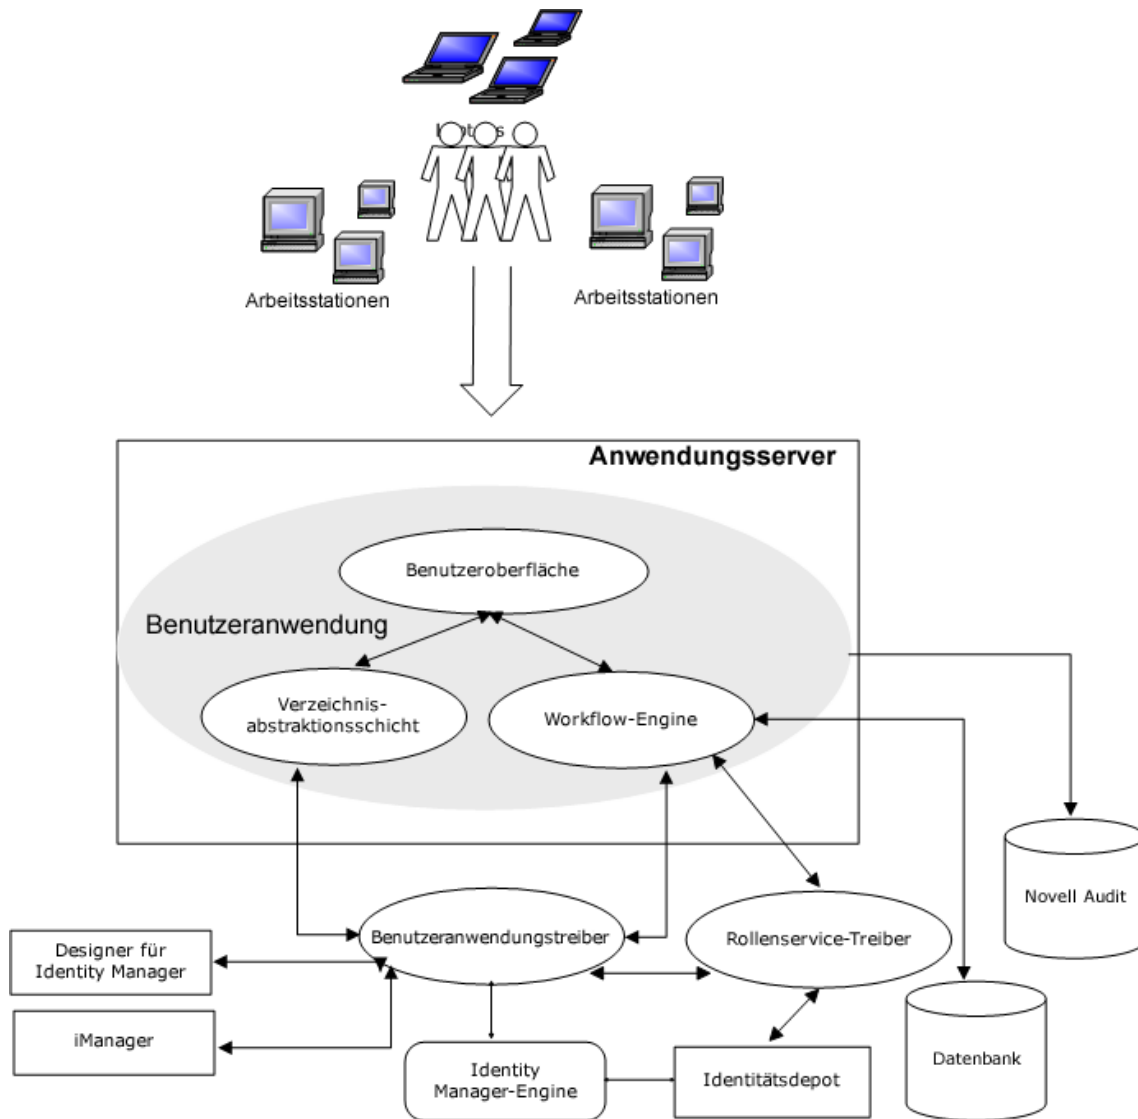 Arbeitsstationen
Arbeitsstationen
Anwendungsserver
Benutzeroberfläche
Benutzeranwendung
Verzeichnis-
abstraktionsschicht
Workflow-Engine
Novell Audit
Benutzeranwendungstreiber
Rollenservice-Treiber
Designer für
Identity Manager
iManager
Identity
Manager-Engine
Identitätsdepot
Datenbank